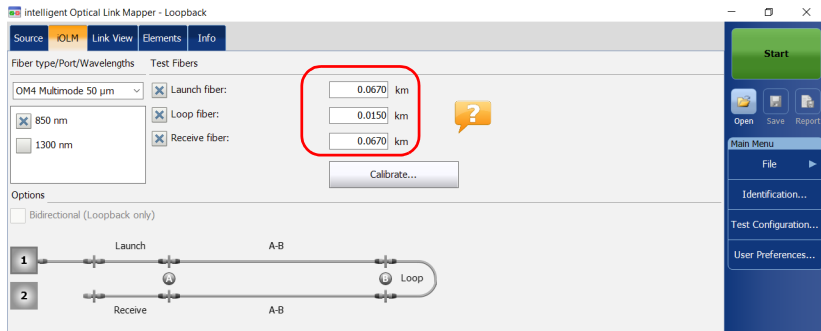 intelligent Optical Link Mapper - Loopback
Source iOLM Link View Elements Info
Fiber type/Port/Wavelengths Test Fibers
OM4 Multimode 50 μm
Launch fiber: 0.0670 km
850 nm
Loop fiber: 0.0150 km
1300 nm
Receive fiber: 0.0670 km
?
Calibrate...
Options
Bidirectional (Loopback only)
Launch A-B
1
A B Loop
2
Receive A-B
Start
Open Save Report
Main Menu
File
Identification...
Test Configuration...
User Preferences...